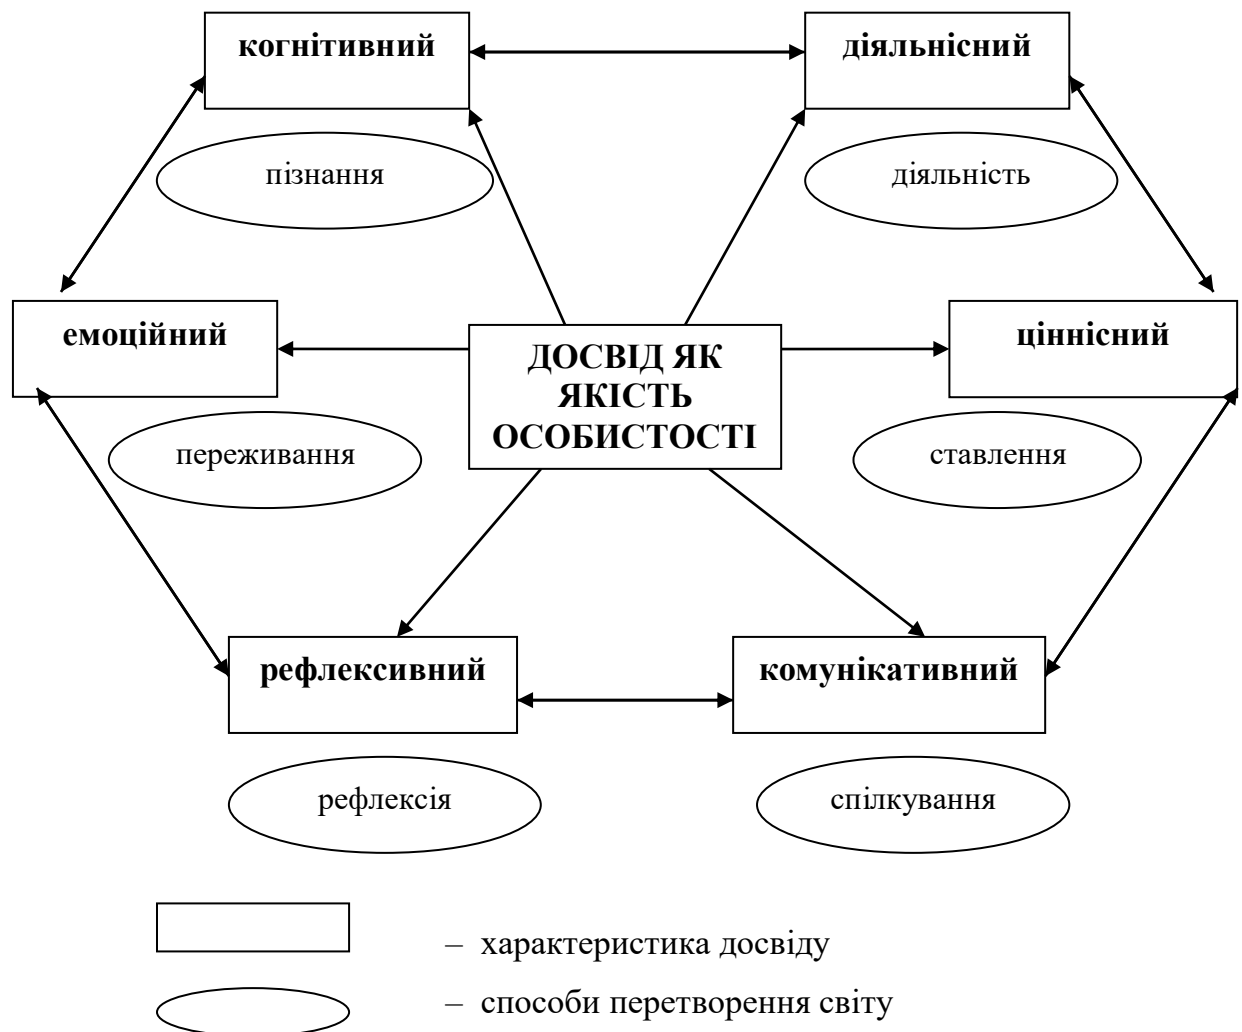 когнітивний
діяльнісний
пізнання
діяльність
емоційний
ДОСВІД ЯК
ЯКІСТЬ
ОСОБИСТОСТІ
ціннісний
переживання
ставлення
рефлексивний
комунікативний
рефлексія
спілкування
– характеристика досвіду
– способи перетворення світу